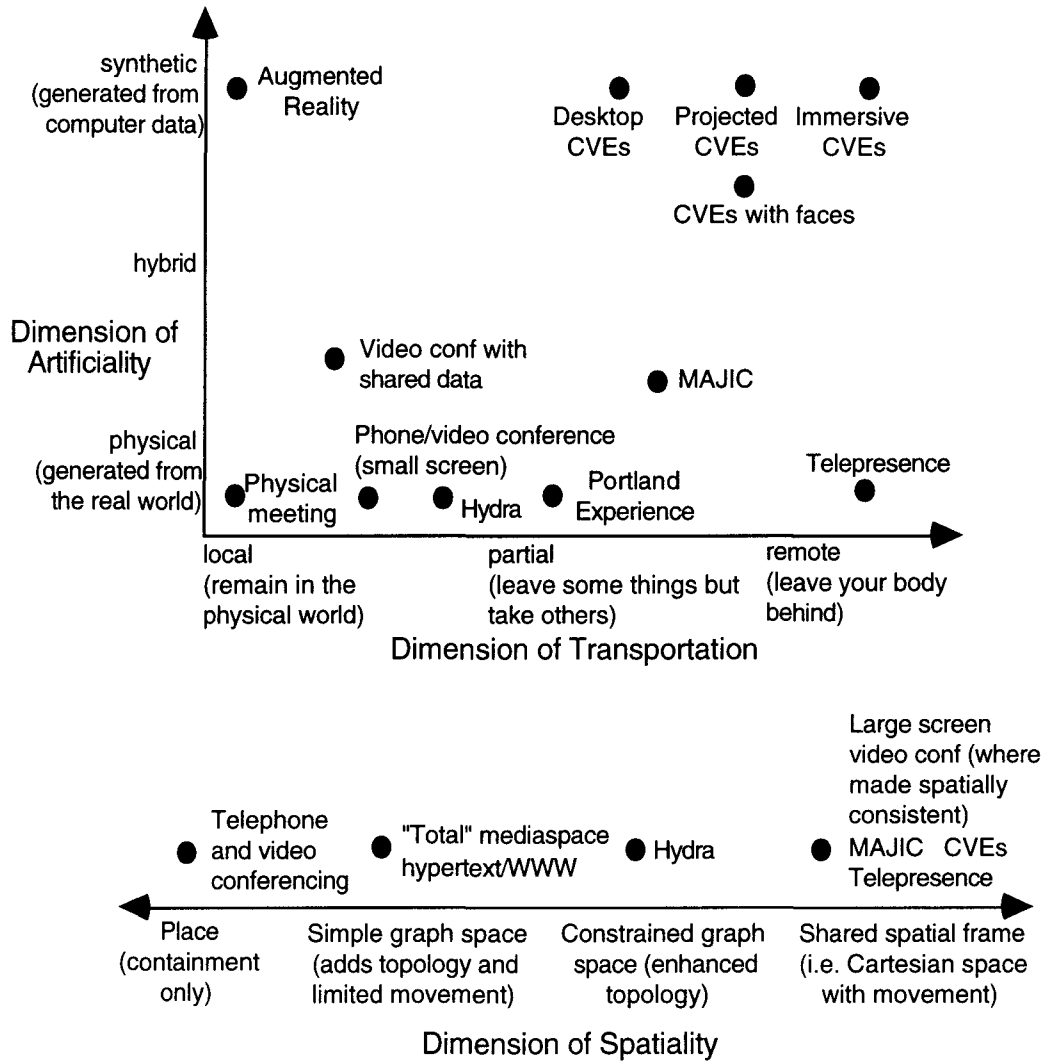 synthetic
(generated from
computer data)
Augmented
Reality
Desktop
CVEs
Projected
CVEs
Immersive
CVEs
CVEs with faces
hybrid
Dimension of
Artificiality
Video conf with
shared data
MAJIC
physical
(generated from
the real world)
Physical
meeting
Phone/video conference
(small screen)
Hydra
Portland
Experience
Telepresence
local
(remain in the
physical world)
partial
(leave some things but
take others)
remote
(leave your body
behind)
Dimension of Transportation
Telephone
and video
conferencing
"Total" mediaspace
hypertext/WWW
Hydra
Large screen
video conf (where
made spatially
consistent)
MAJIC CVEs
Telepresence
Place
(containment
only)
Simple graph space
(adds topology and
limited movement)
Constrained graph
space (enhanced
topology)
Shared spatial frame
(i.e. Cartesian space
with movement)
Dimension of Spatiality